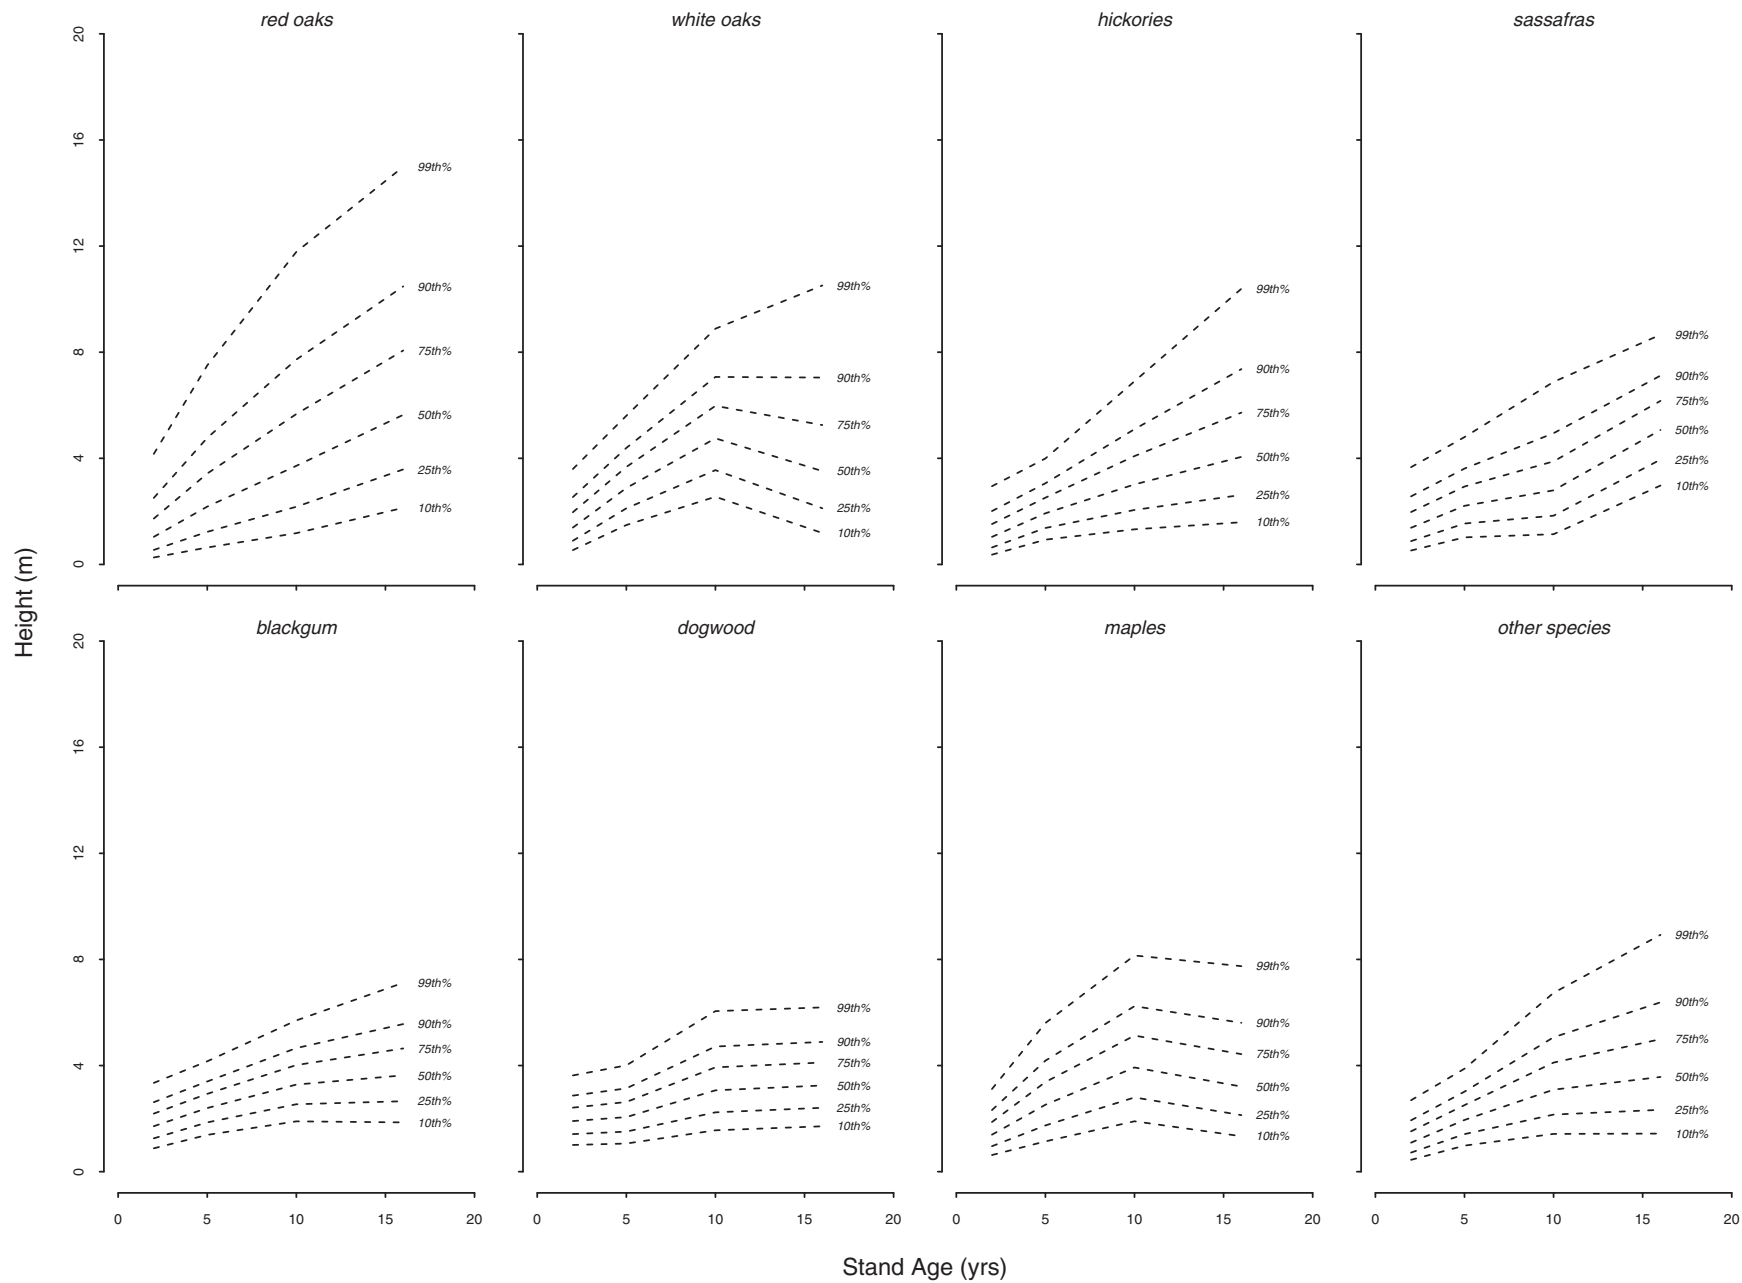 red oaks
white oaks
hickories
sassafras
Height (m)
20
16
12
8
4
0
99th%
90th%
75th%
50th%
25th%
10th%
99th%
90th%
75th%
50th%
25th%
10th%
99th%
90th%
75th%
50th%
25th%
10th%
99th%
90th%
75th%
50th%
25th%
10th%
blackgum
dogwood
maples
other species
20
16
12
8
4
0
99th%
90th%
75th%
50th%
25th%
10th%
99th%
90th%
75th%
50th%
25th%
10th%
99th%
90th%
75th%
50th%
25th%
10th%
99th%
90th%
75th%
50th%
25th%
10th%
0 5 10 15 20
0 5 10 15 20
0 5 10 15 20
0 5 10 15 20
Stand Age (yrs)